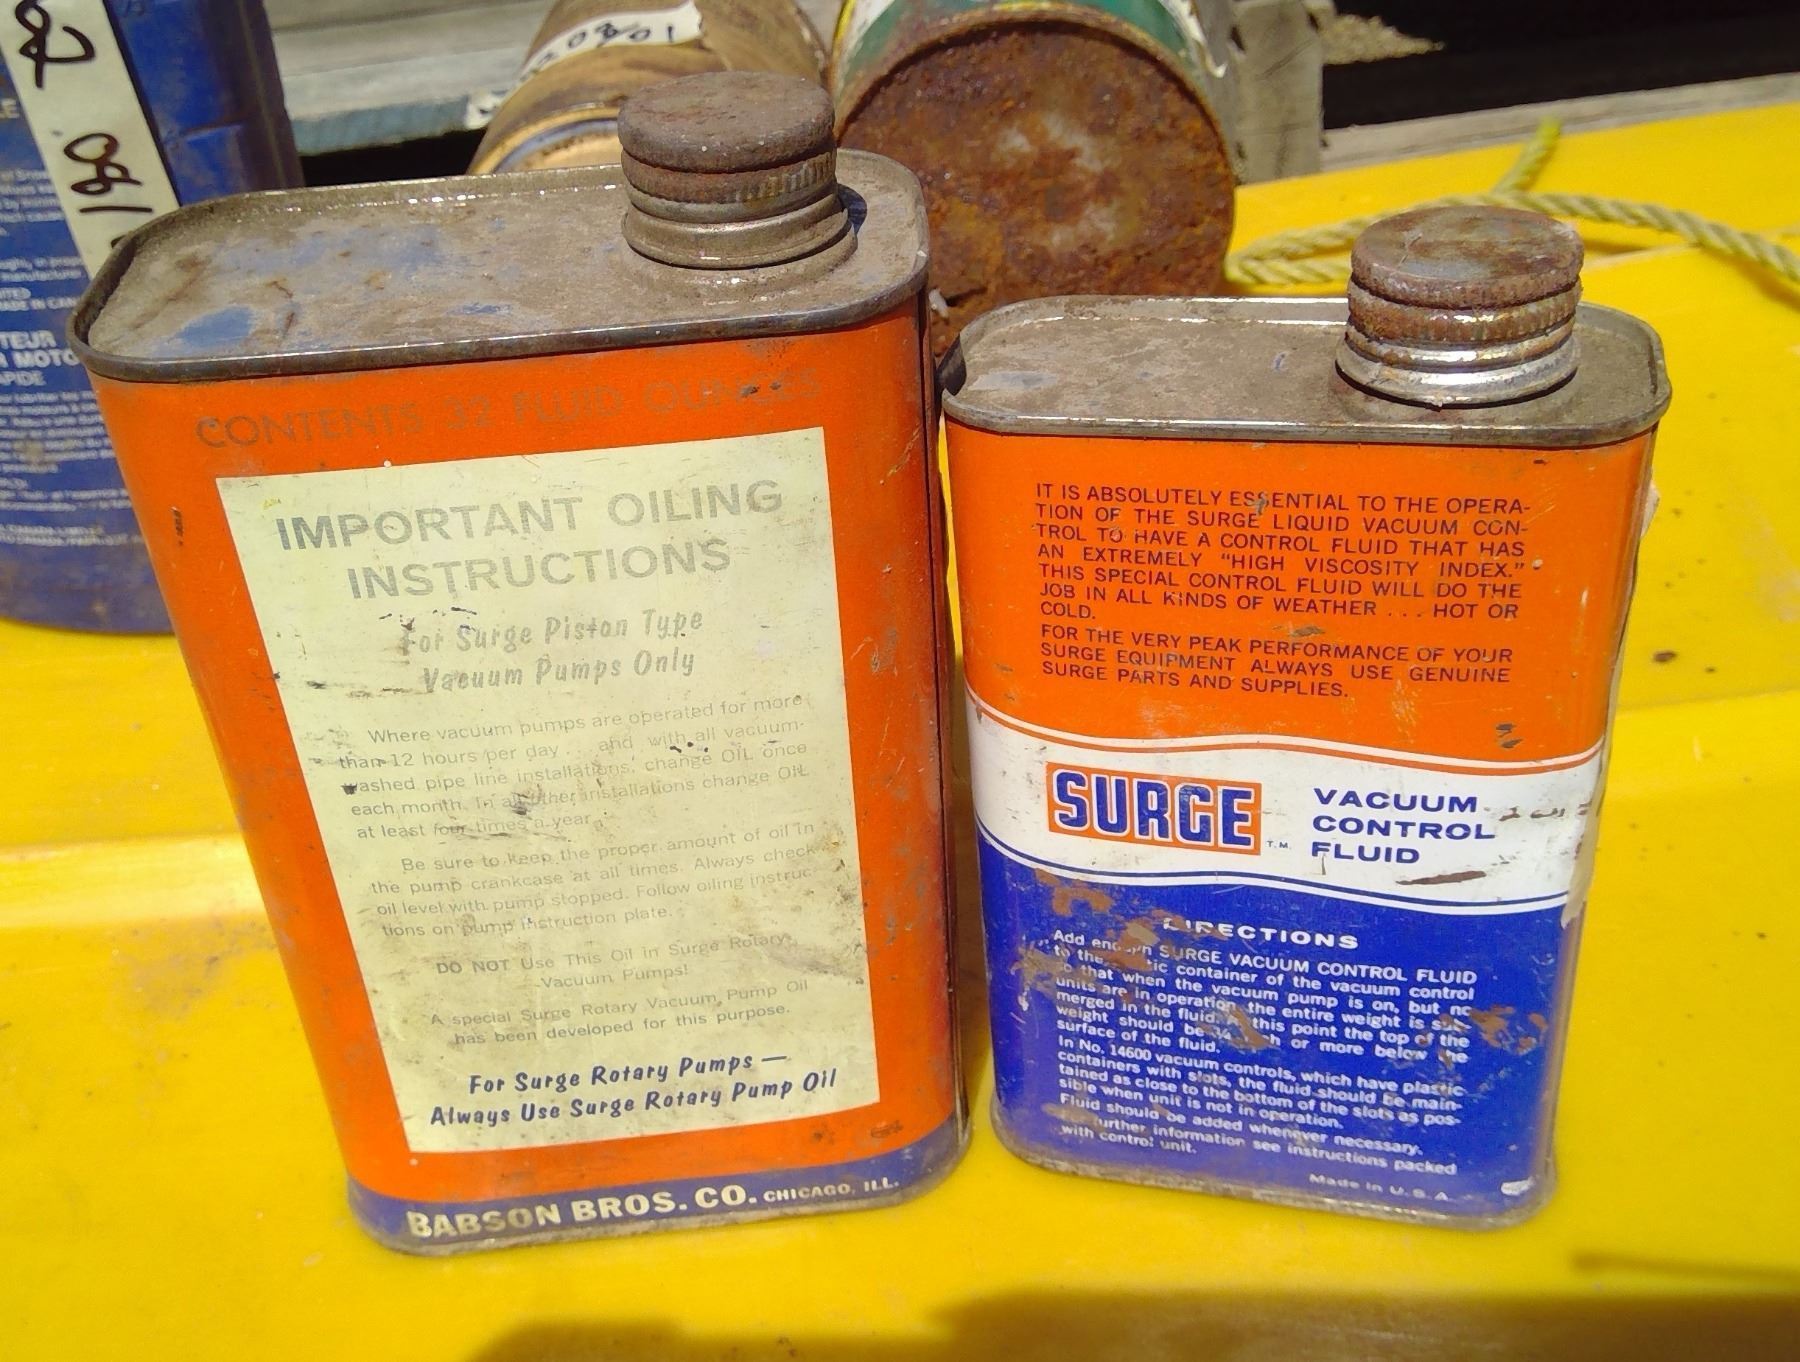 CONTENTS 32 FLUID OUNCES
IMPORTANT OILING
INSTRUCTIONS
For Surge Piston Type
Vacuum Pumps Only
Where vacuum pumps are operated for more
than 12 hours per day . . . and with all vacuum-
washed pipe line installations, change OIL once
each month. In all other installations change OIL
at least four times a year.
Be sure to keep the proper amount of oil in
the pump crankcase at all times. Always check
oil level with pump stopped. Follow oiling instruc-
tions on pump instruction plate.
DO NOT Use This Oil in Surge Rotary
Vacuum Pumps!
A special Surge Rotary Vacuum Pump Oil
has been developed for this purpose.
For Surge Rotary Pumps —
Always Use Surge Rotary Pump Oil
BABSON BROS. CO. CHICAGO, ILL.
IT IS ABSOLUTELY ESSENTIAL TO THE OPERA-
TION OF THE SURGE LIQUID VACUUM CON-
TROL TO HAVE A CONTROL FLUID THAT HAS
AN EXTREMELY "HIGH VISCOSITY INDEX."
THIS SPECIAL CONTROL FLUID WILL DO THE
JOB IN ALL KINDS OF WEATHER . . . HOT OR
COLD.
FOR THE VERY PEAK PERFORMANCE OF YOUR
SURGE EQUIPMENT ALWAYS USE GENUINE
SURGE PARTS AND SUPPLIES.
SURGE T.M.
VACUUM
CONTROL
FLUID
DIRECTIONS
Add SURGE VACUUM CONTROL FLUID
to the container of the vacuum control
so that when the vacuum pump is on, but no
units are in operation, the entire weight is sub-
merged in the fluid. At this point the top of the
weight should be or more below the
surface of the fluid.
In No. 14600 vacuum controls, which have plastic
containers with slots, the fluid should be main-
tained as close to the bottom of the slots as pos-
sible when unit is not in operation.
Fluid should be added whenever necessary.
For further information see instructions packed
with control unit.
Made in U.S.A.